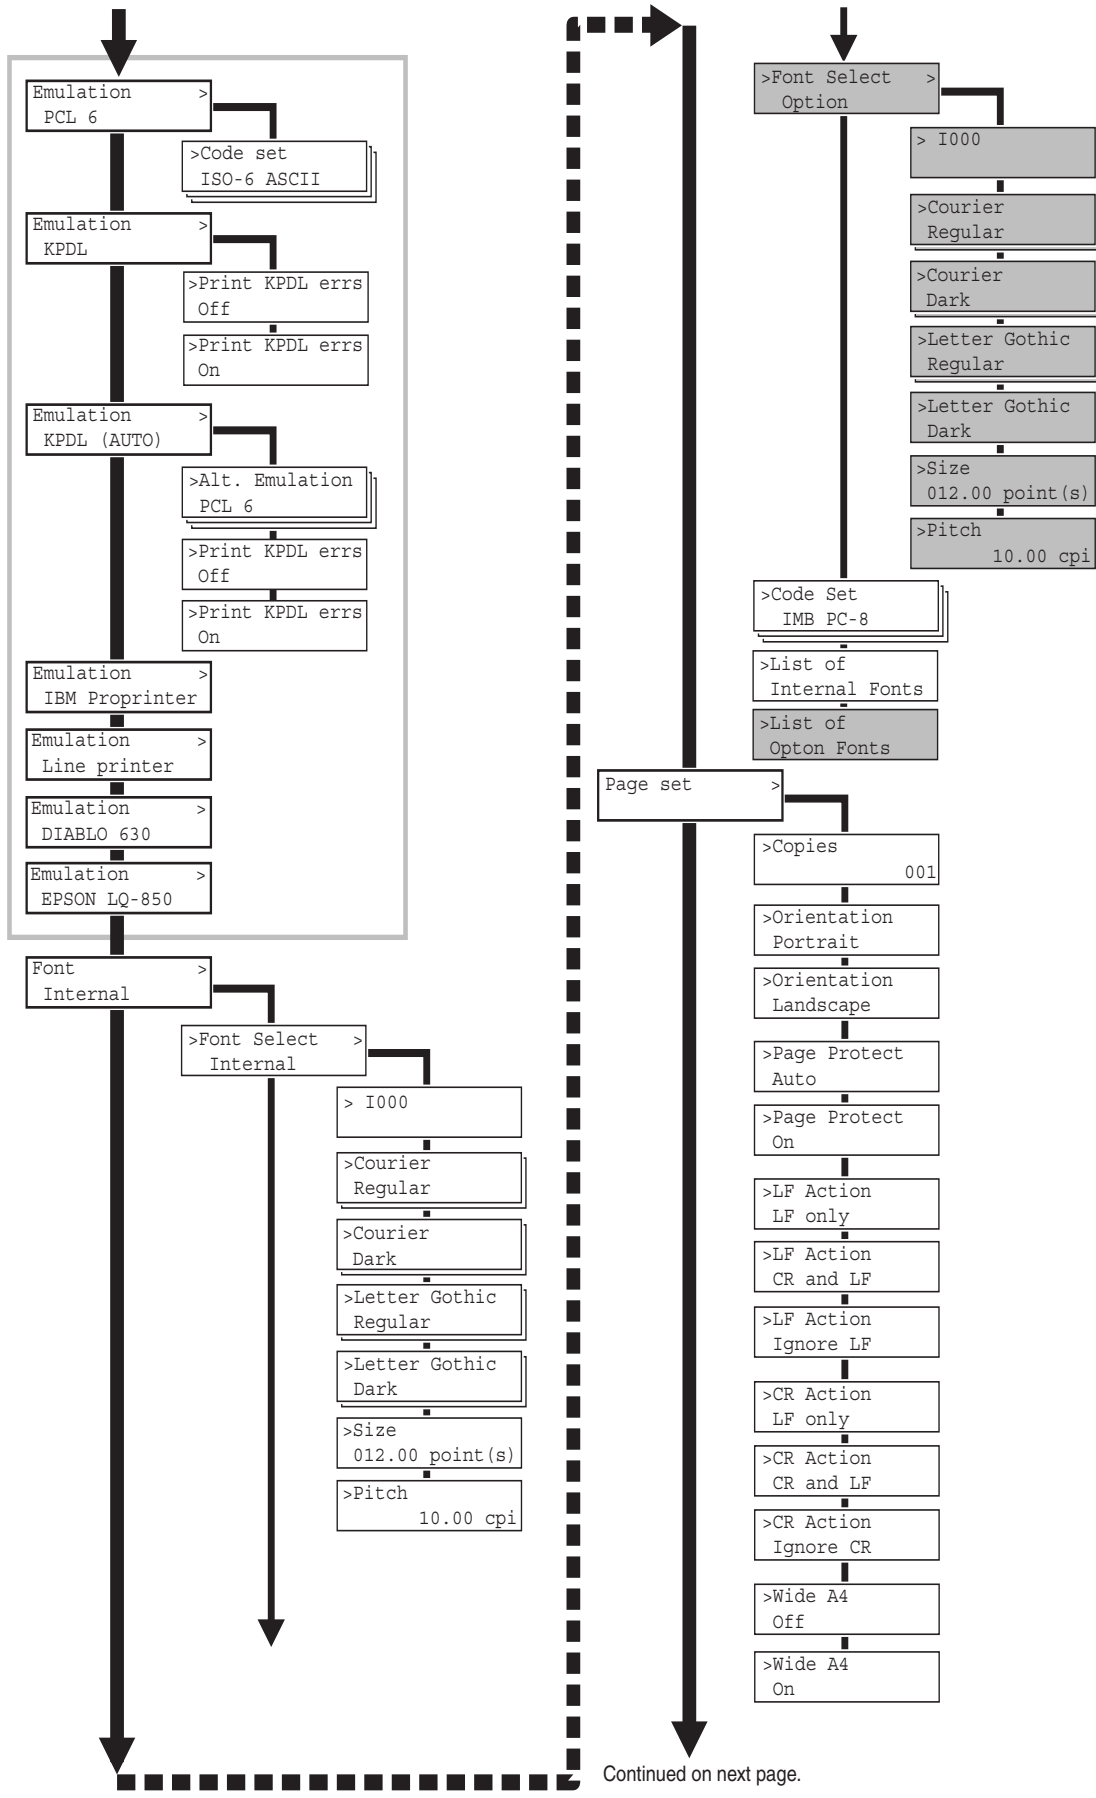 Emulation >
PCL 6
>Code set
ISO-6 ASCII
Emulation >
KPDL
>Print KPDL errs
Off
>Print KPDL errs
On
Emulation >
KPDL (AUTO)
>Alt. Emulation
PCL 6
>Print KPDL errs
Off
>Print KPDL errs
On
Emulation >
IBM Proprinter
Emulation >
Line printer
Emulation >
DIABLO 630
Emulation >
EPSON LQ-850
Font >
Internal
>Font Select >
Internal
> I000
>Courier
Regular
>Courier
Dark
>Letter Gothic
Regular
>Letter Gothic
Dark
>Size
012.00 point(s)
>Pitch
10.00 cpi
>Font Select >
Option
> I000
>Courier
Regular
>Courier
Dark
>Letter Gothic
Regular
>Letter Gothic
Dark
>Size
012.00 point(s)
>Pitch
10.00 cpi
>Code Set
IMB PC-8
>List of
Internal Fonts
>List of
Opton Fonts
Page set >
>Copies
001
>Orientation
Portrait
>Orientation
Landscape
>Page Protect
Auto
>Page Protect
On
>LF Action
LF only
>LF Action
CR and LF
>LF Action
Ignore LF
>CR Action
LF only
>CR Action
CR and LF
>CR Action
Ignore CR
>Wide A4
Off
>Wide A4
On
Continued on next page.